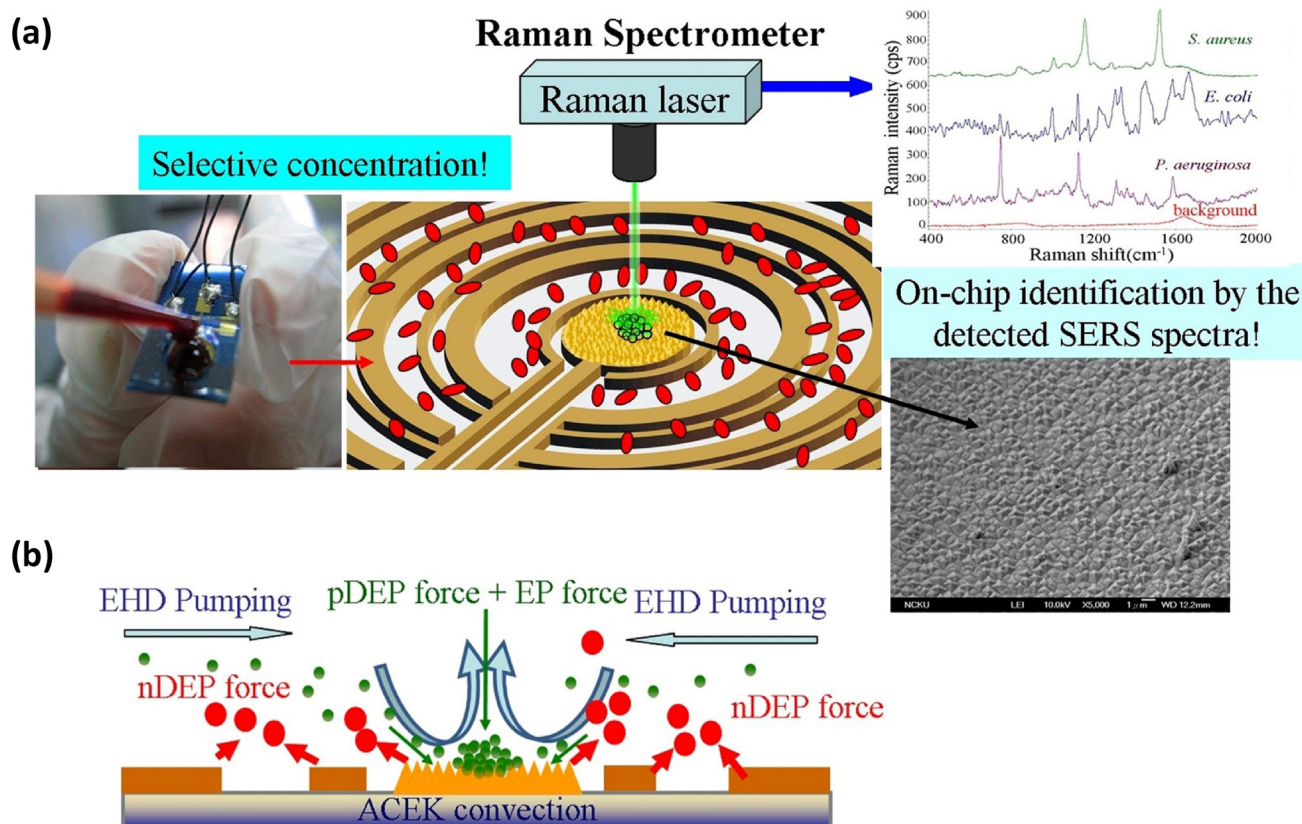 (a)
Raman Spectrometer
Raman laser
Selective concentration!
900
800
700
600
500
400
300
200
100
0
Raman intensity (cps)
S. aureus
E. coli
P. aeruginosa
background
400 800 1200 1600 2000
Raman shift(cm-1)
On-chip identification by the
detected SERS spectra!
NCKU LEI 10.0kV X5,000 1μm WD 12.2mm
(b)
EHD Pumping
pDEP force + EP force
EHD Pumping
nDEP force
nDEP force
ACEK convection